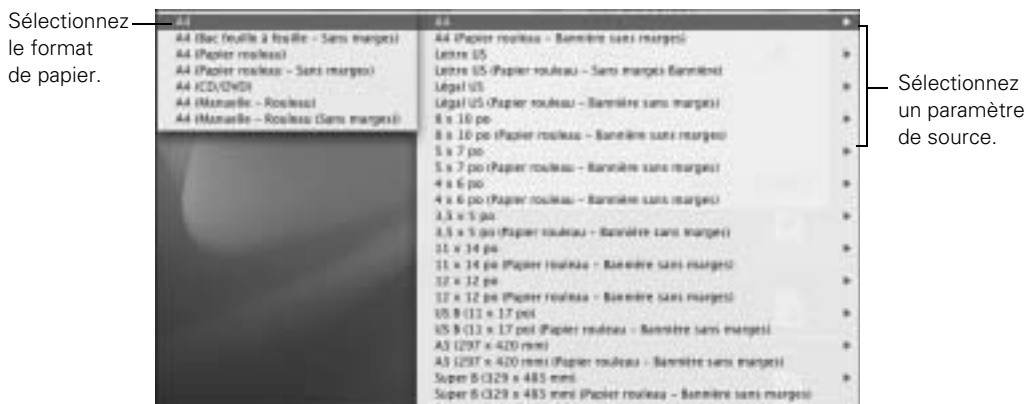 Sélectionnez
le format
de papier.
A4
A4 (Bac feuille à feuille – Sans marges)
A4 (Papier rouleau)
A4 (Papier rouleau – Sans marges)
A4 (CD/DVD)
A4 (Manuelle – Rouleau)
A4 (Manuelle – Rouleau (Sans marges))
A4
A4 (Papier rouleau – Bannière sans marges)
Lettre US
Lettre US (Papier rouleau – Sans marges Bannière)
Légal US
Légal US (Papier rouleau – Bannière sans marges)
8 x 10 po
8 x 10 po (Papier rouleau – Bannière sans marges)
5 x 7 po
5 x 7 po (Papier rouleau – Bannière sans marges)
4 x 6 po
4 x 6 po (Papier rouleau – Bannière sans marges)
3,5 x 5 po
3,5 x 5 po (Papier rouleau – Bannière sans marges)
11 x 14 po
11 x 14 po (Papier rouleau – Bannière sans marges)
12 x 12 po
12 x 12 po (Papier rouleau – Bannière sans marges)
US B (11 x 17 po)
US B (11 x 17 po) (Papier rouleau – Bannière sans marges)
A3 (297 x 420 mm)
A3 (297 x 420 mm) (Papier rouleau – Bannière sans marges)
Super B (329 x 483 mm)
Super B (329 x 483 mm) (Papier rouleau – Bannière sans marges)
Sélectionnez
un paramètre
de source.